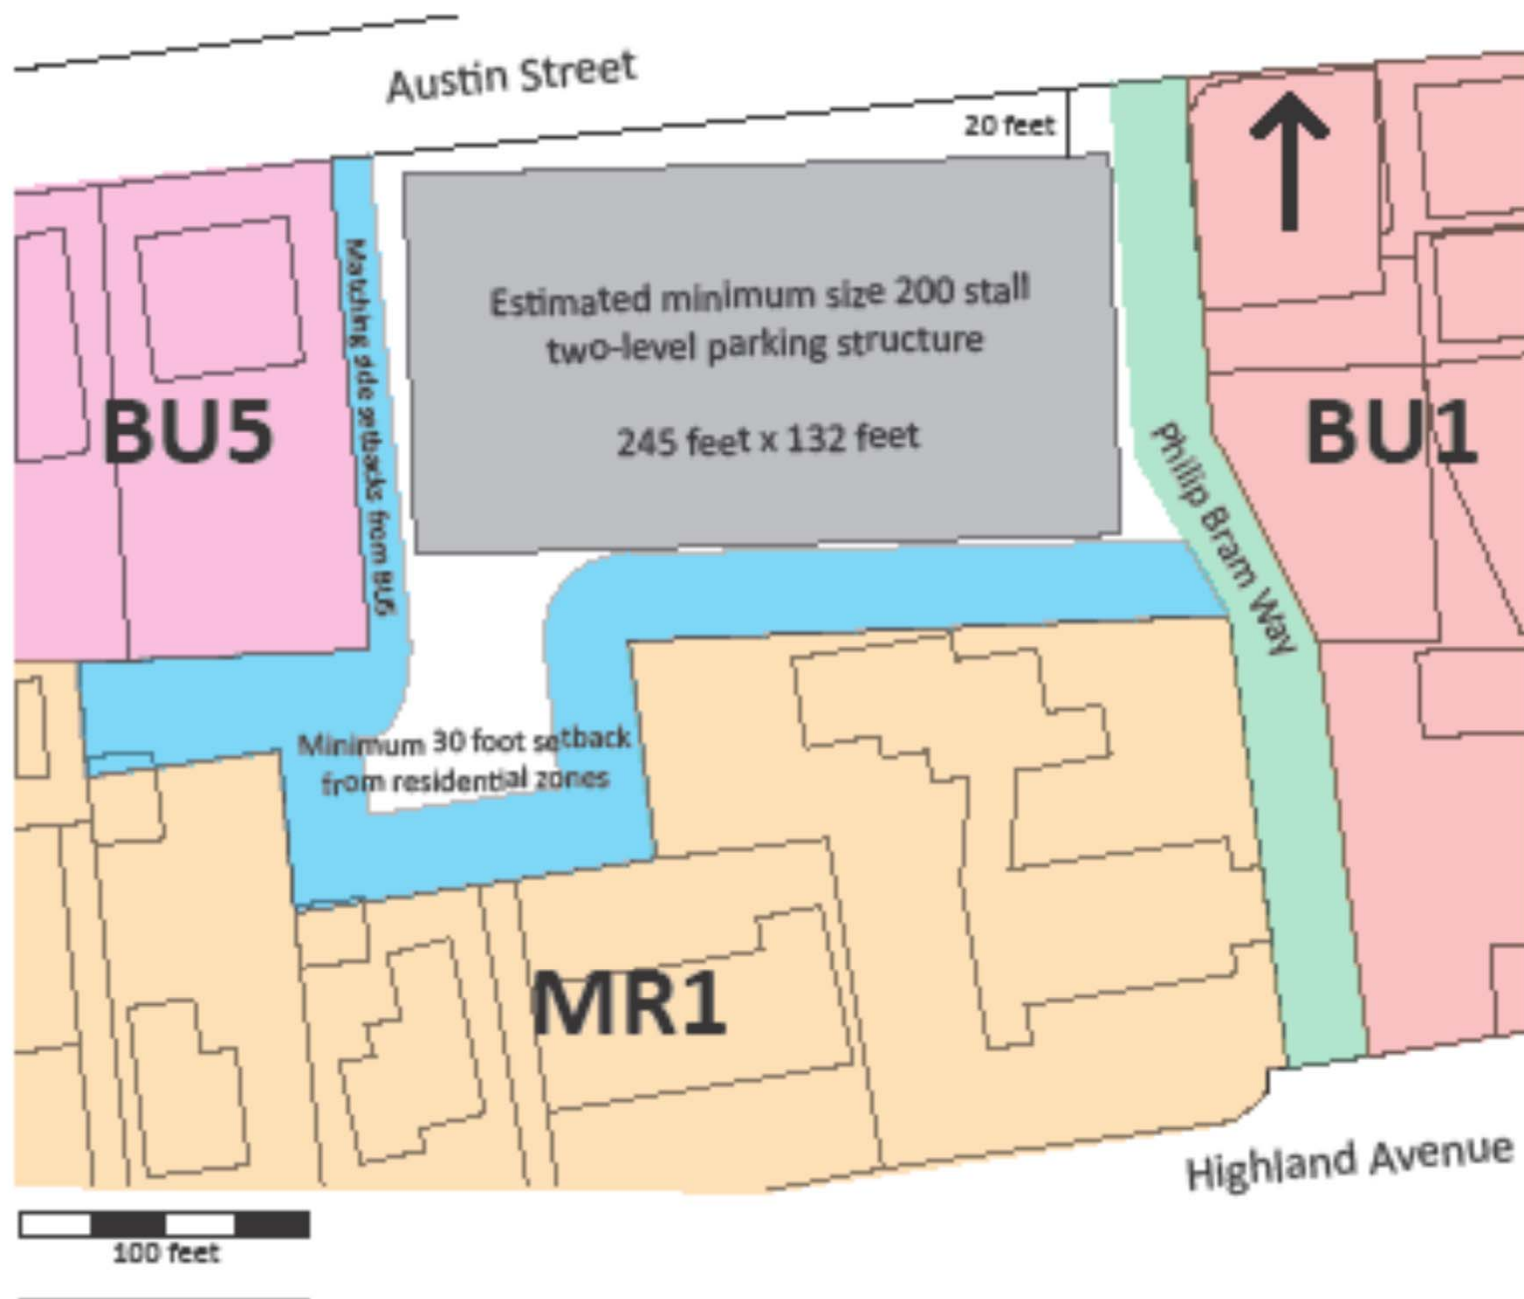 Austin Street
20 feet
Matching side setbacks from BU5
Estimated minimum size 200 stall
two-level parking structure
245 feet x 132 feet
BU5
BU1
Philip Bram Way
Minimum 30 foot setback
from residential zones
MR1
Highland Avenue
100 feet